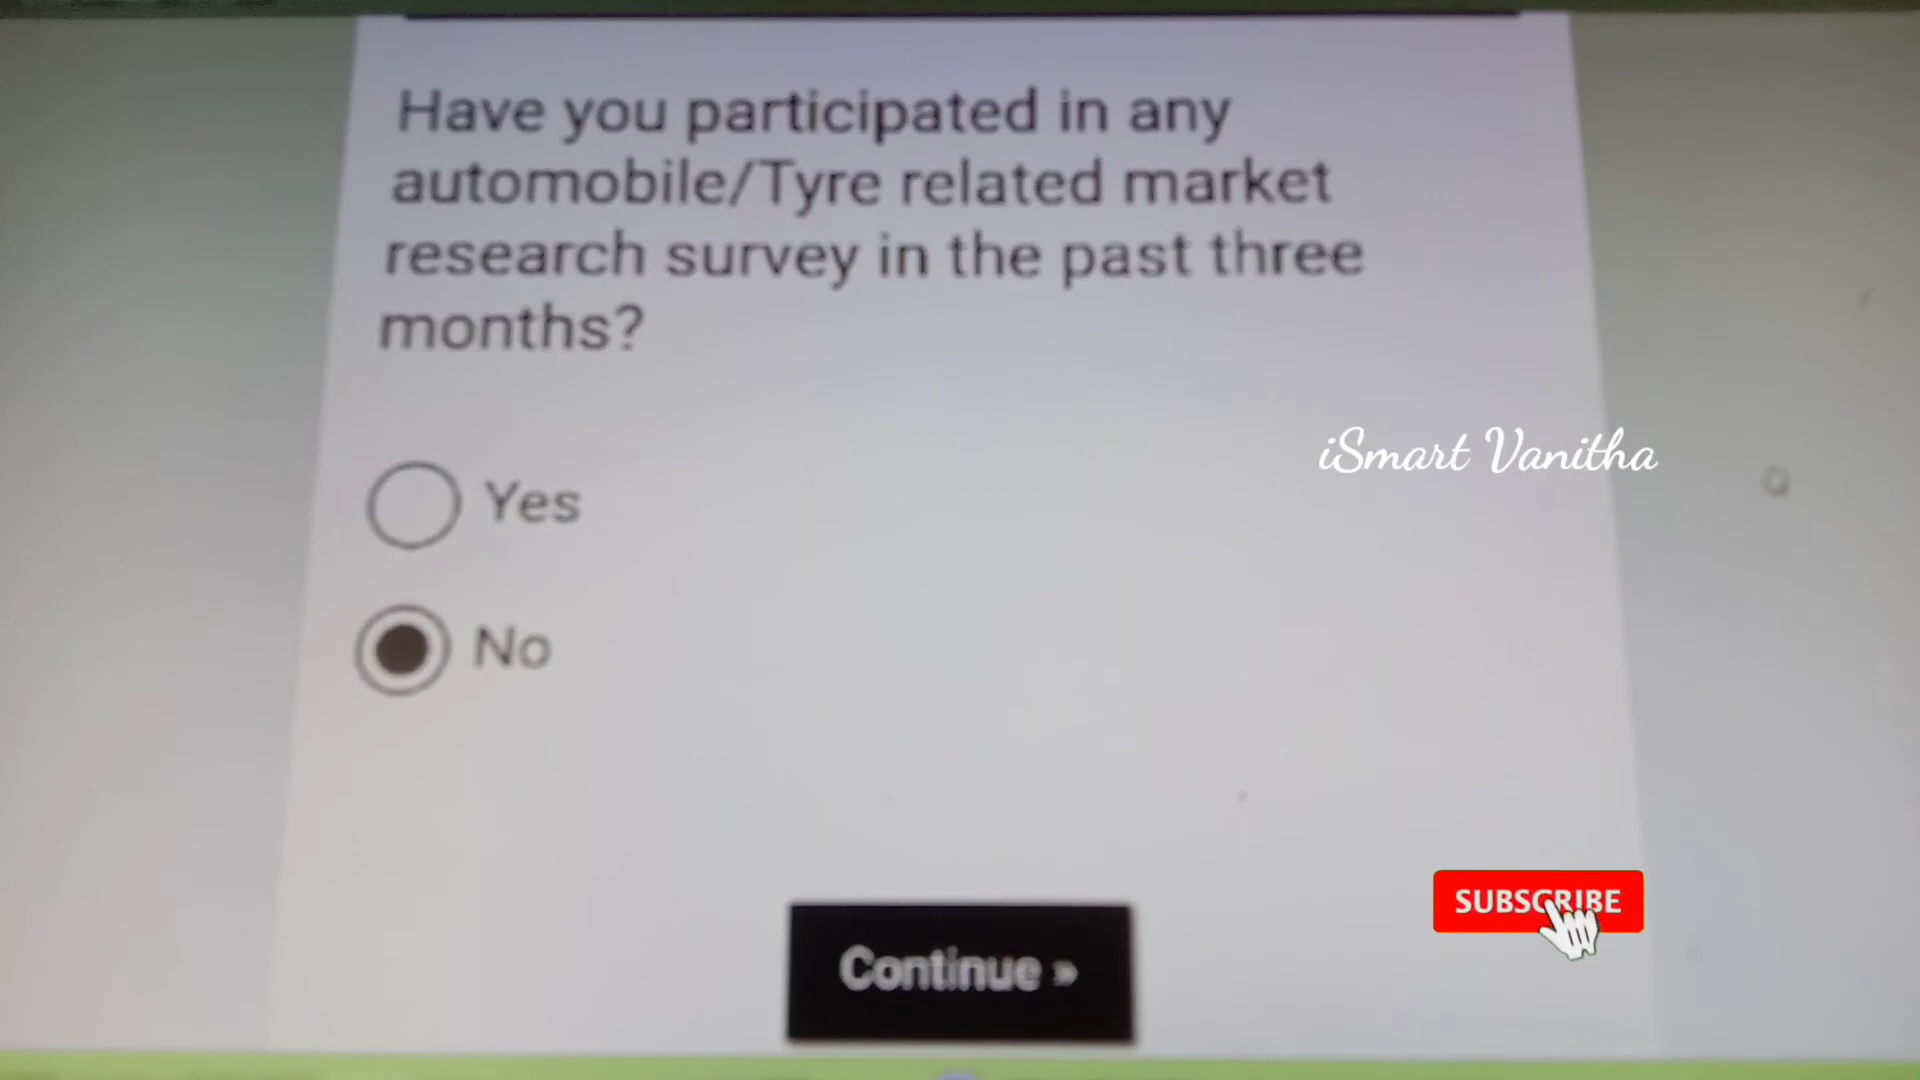 Have you participated in any
automobile/Tyre related market
research survey in the past three
months?
Yes
iSmart Vanitha
No
SUBSCRIBE
Continue »